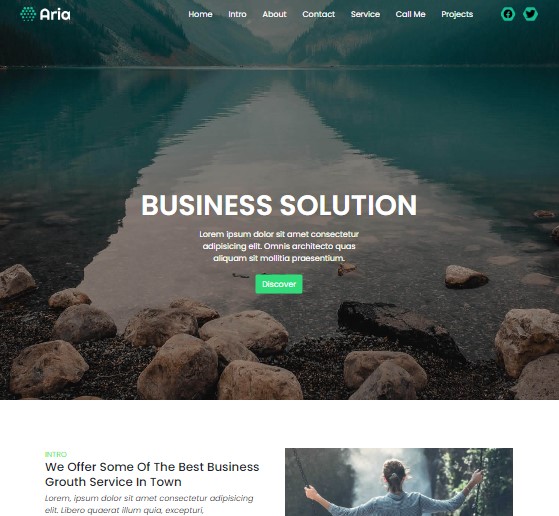 Aria
Home Intro About Contact Service Call Me Projects
BUSINESS SOLUTION
Lorem ipsum dolor sit amet consectetur
adipisicing elit. Omnis architecto quas
aliquam sit mollitia praesentium.
Discover
INTRO
We Offer Some Of The Best Business
Grouth Service In Town
Lorem, ipsum dolor sit amet consectetur adipisicing
elit. Libero quaerat illum quia, excepturi,